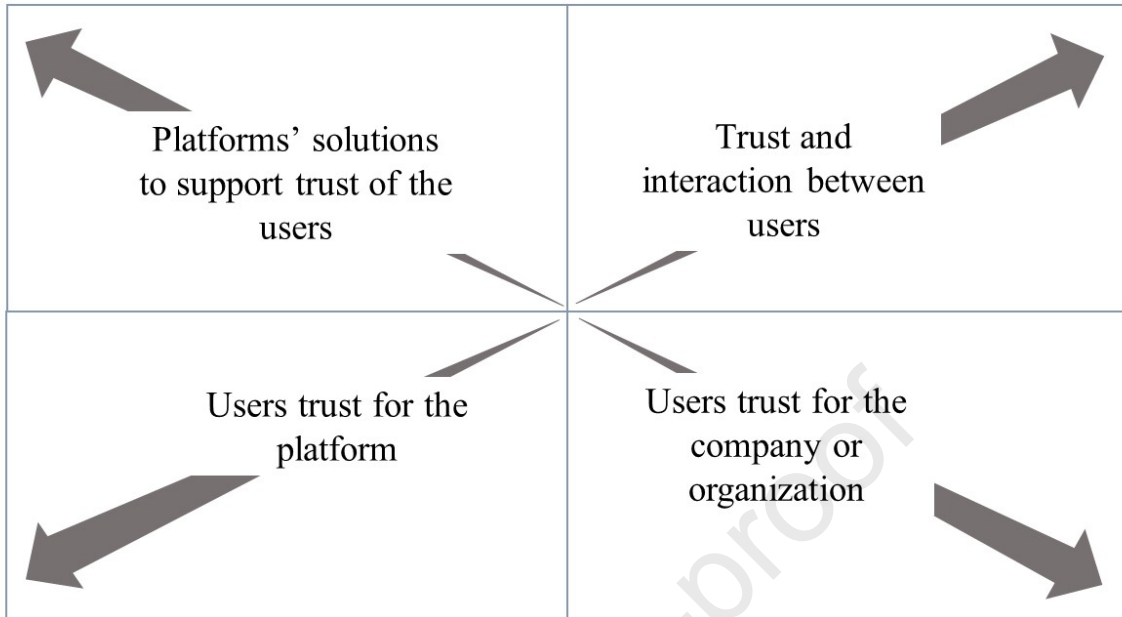 Platforms’ solutions
to support trust of the
users
Trust and
interaction between
users
Users trust for the
platform
Users trust for the
company or
organization
-proof